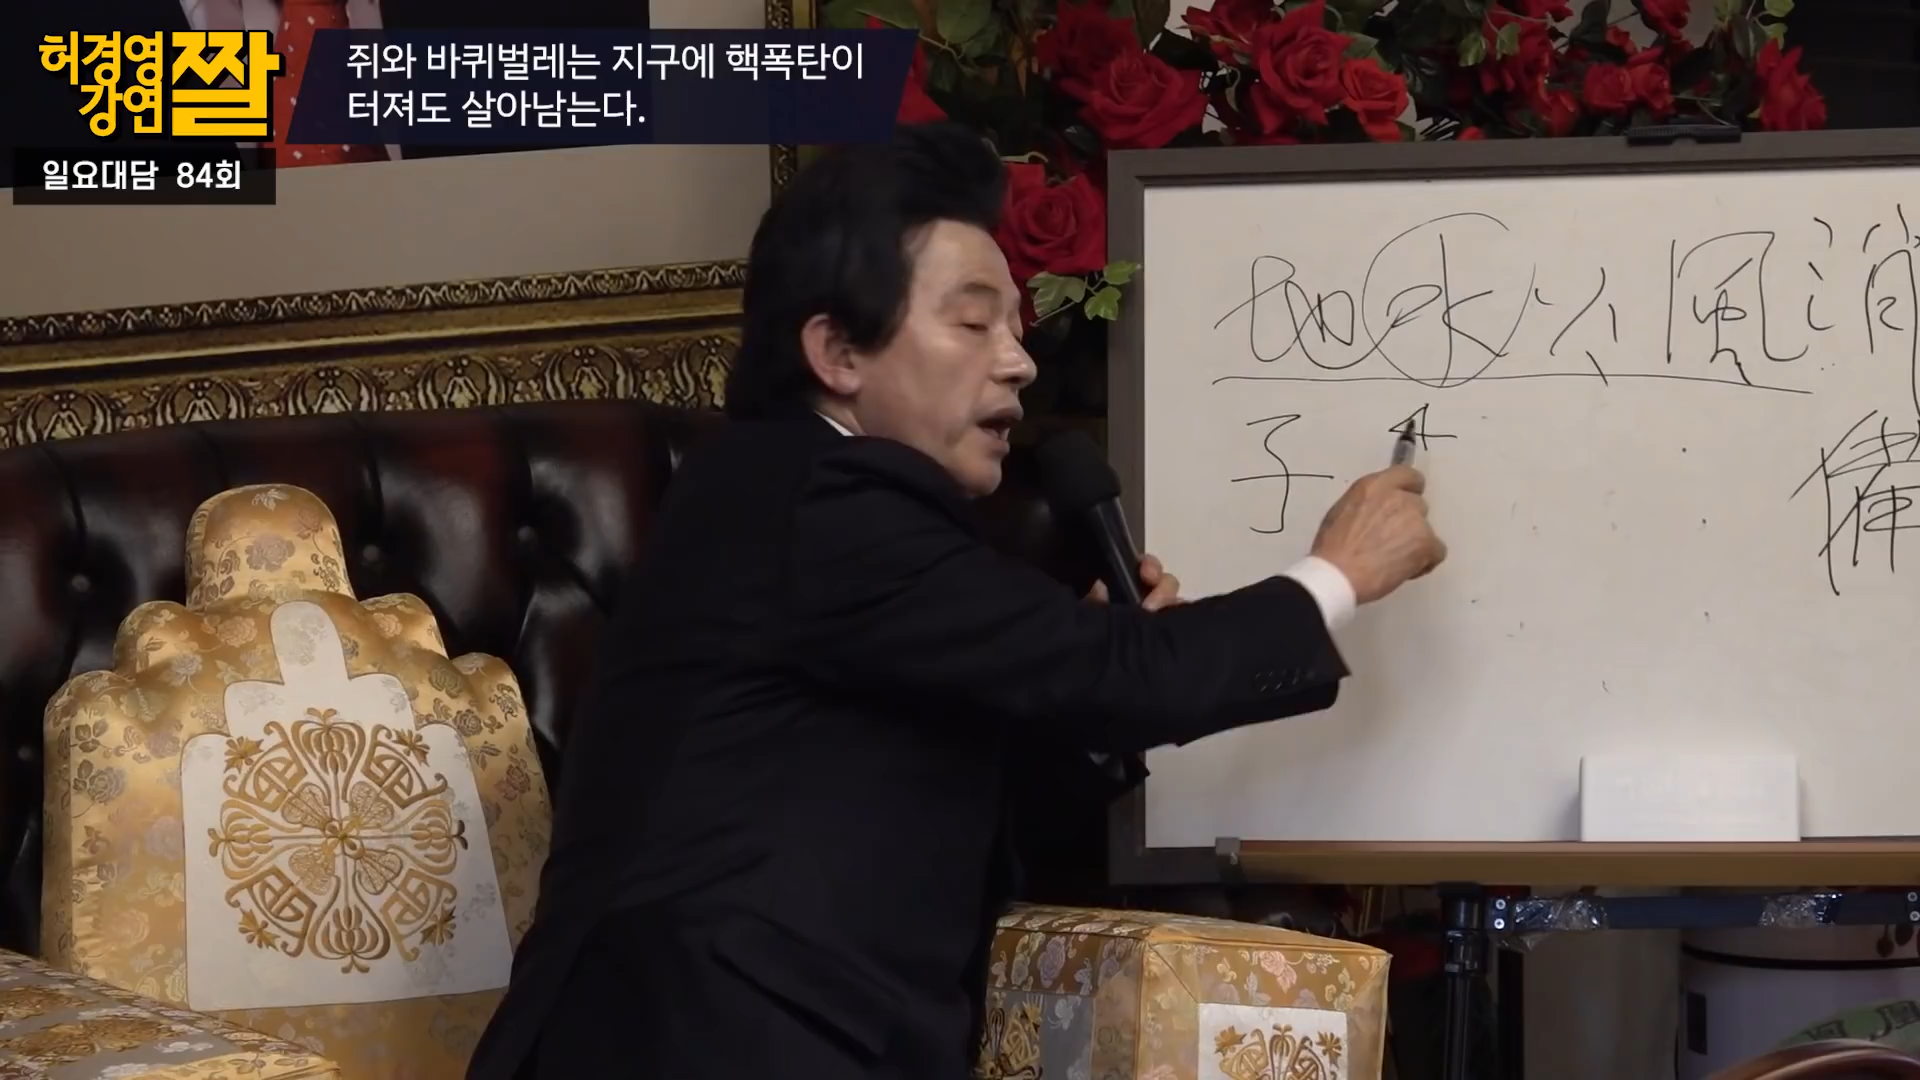 허경영
강연
짤
쥐와 바퀴벌레는 지구에 핵폭탄이
터져도 살아남는다.
일요대담 84회
地水火風消
子